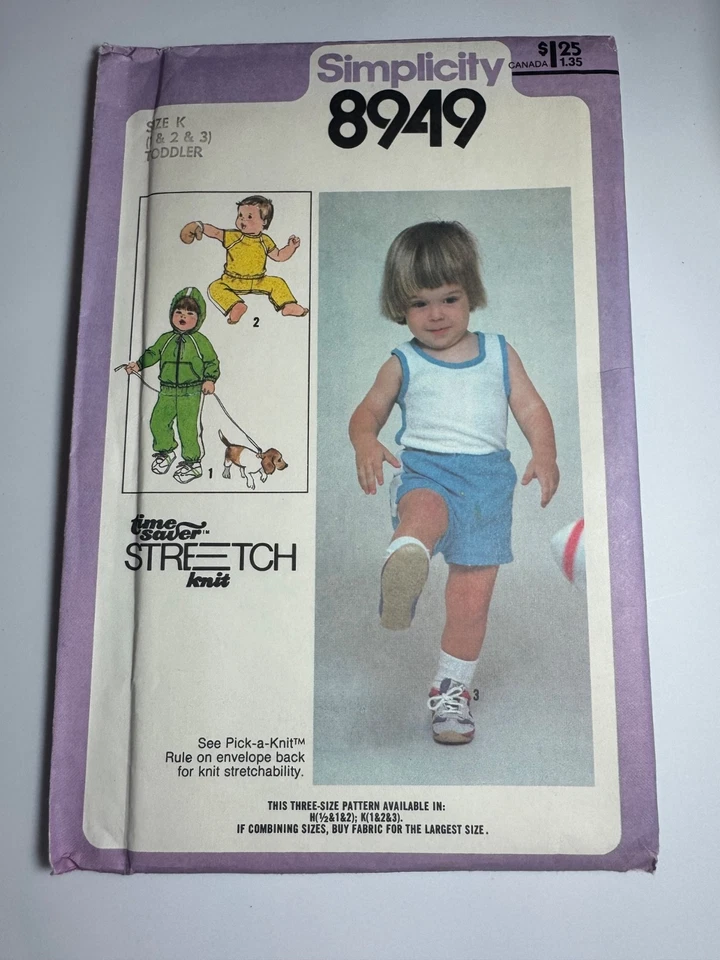 Simplicity
$1.25
CANADA 1.35
8949
SIZE K
(1 & 2 & 3)
TODDLER
2
1
time
saver™
STRETCH
knit
3
See Pick-a-Knit™
Rule on envelope back
for knit stretchability.
THIS THREE-SIZE PATTERN AVAILABLE IN:
H(½&1&2); K(1&2&3).
IF COMBINING SIZES, BUY FABRIC FOR THE LARGEST SIZE.